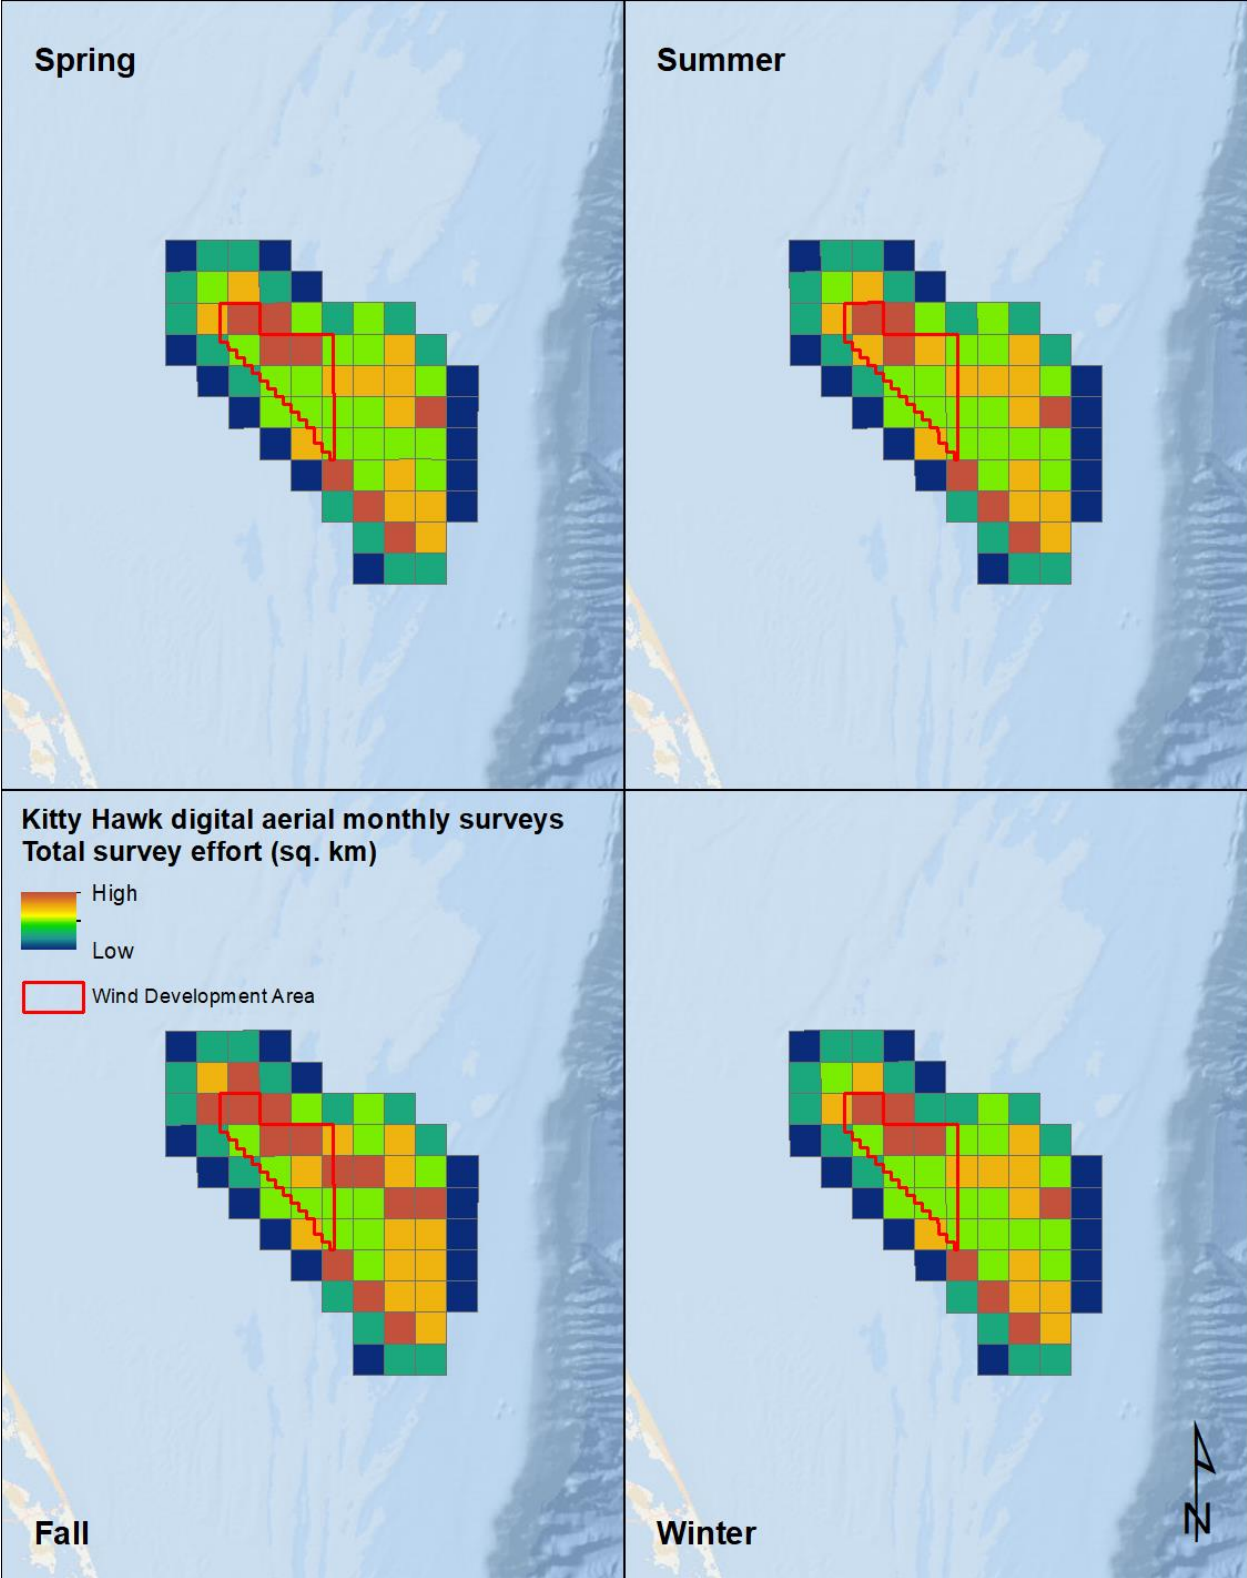 Spring
Summer
Kitty Hawk digital aerial monthly surveys
Total survey effort (sq. km)
High
Low
Wind Development Area
Fall
Winter
N